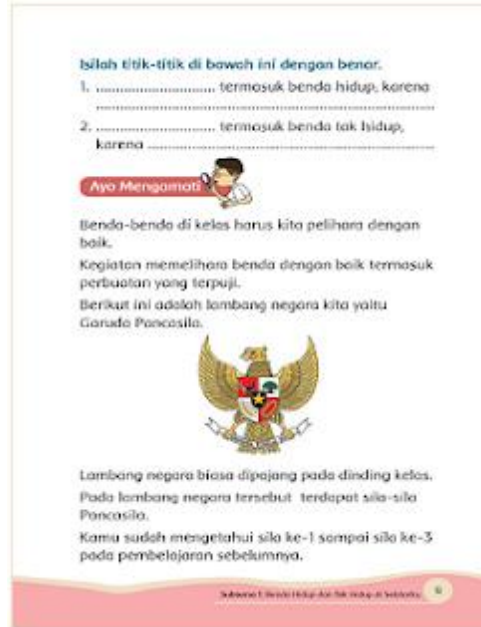 Isilah titik-titik di bawah ini dengan benar.
1. .............................. termasuk benda hidup, karena
....................................................................................
2. .............................. termasuk benda tak hidup,
karena .......................................................................
Ayo Mengamati
Benda-benda di kelas harus kita pelihara dengan
baik.
Kegiatan memelihara benda dengan baik termasuk
perbuatan yang terpuji.
Berikut ini adalah lambang negara kita yaitu
Garuda Pancasila.
Lambang negara biasa dipajang pada dinding kelas.
Pada lambang negara tersebut terdapat sila-sila
Pancasila.
Kamu sudah mengetahui sila ke-1 sampai sila ke-3
pada pembelajaran sebelumnya.
Subtema 1: Benda Hidup dan Tak Hidup di Sekitarku